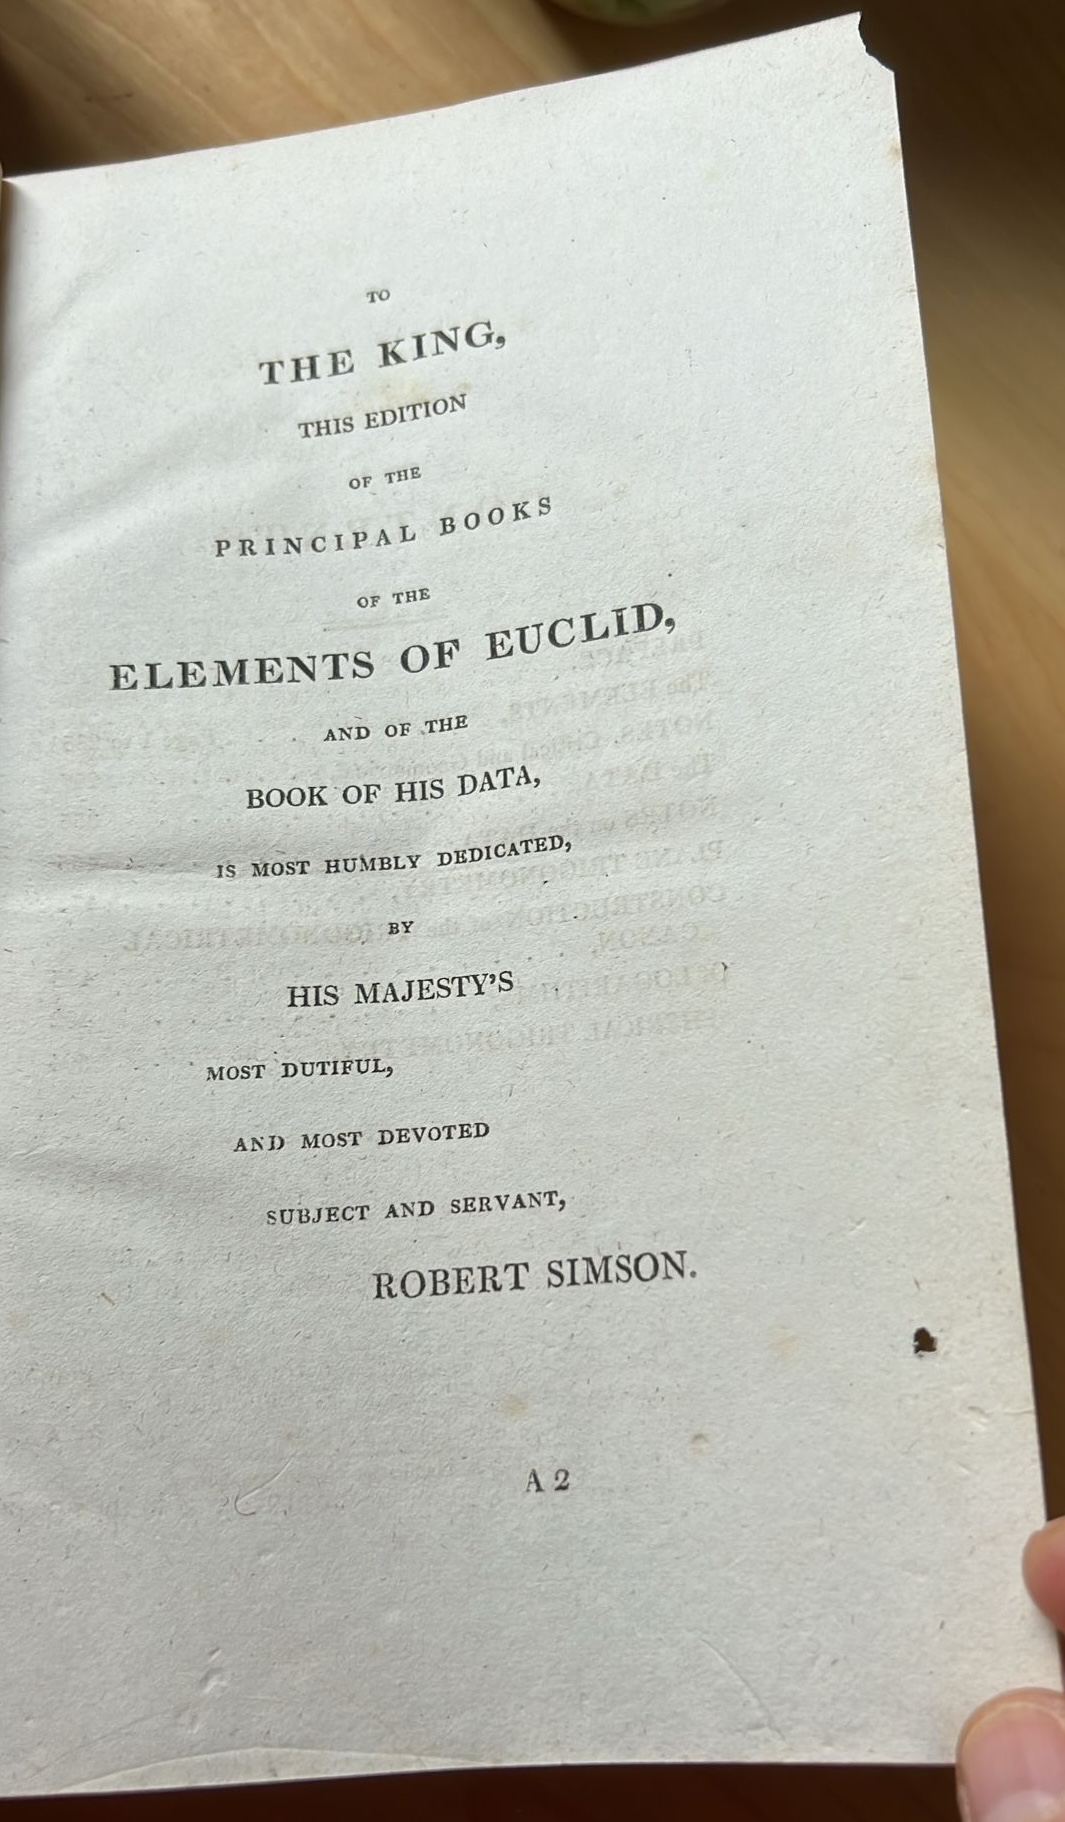 TO
THE KING,
THIS EDITION
OF THE
PRINCIPAL BOOKS
OF THE
ELEMENTS OF EUCLID,
AND OF THE
BOOK OF HIS DATA,
IS MOST HUMBLY DEDICATED,
BY
HIS MAJESTY'S
MOST DUTIFUL,
AND MOST DEVOTED
SUBJECT AND SERVANT,
ROBERT SIMSON.
A 2